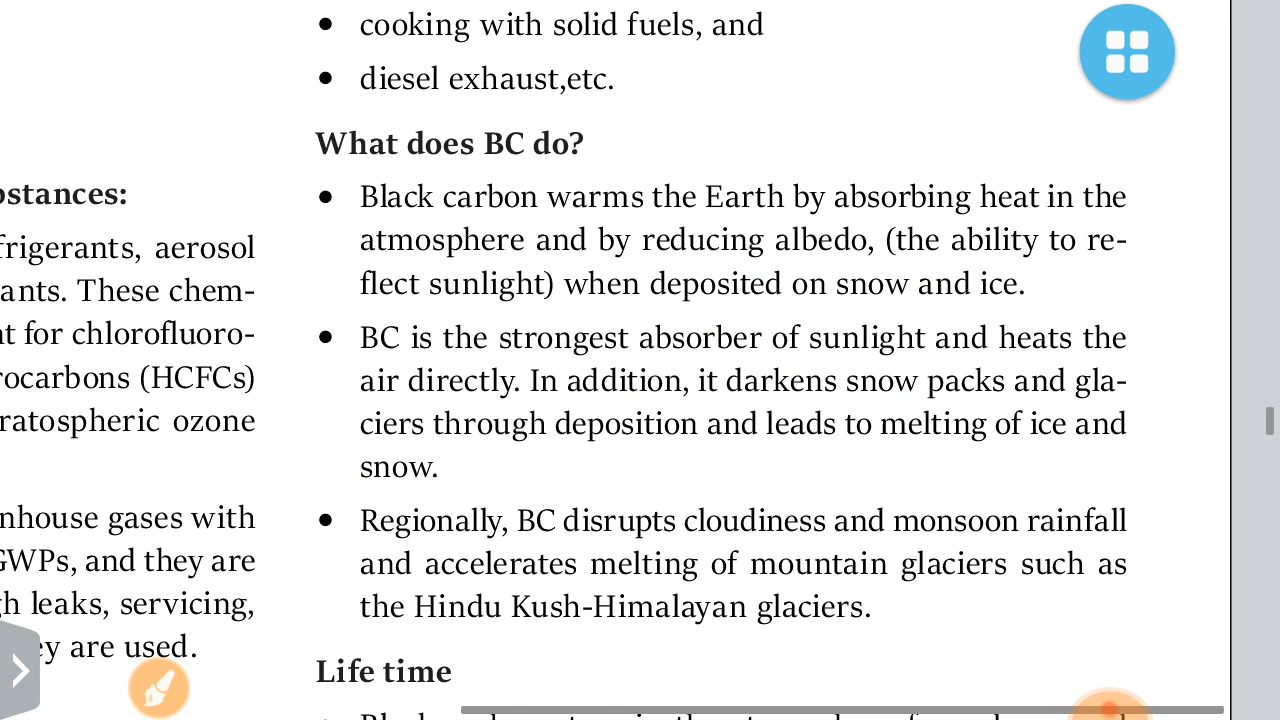 bstances:
frigerants, aerosol
ants. These chem-
nt for chlorofluoro-
rocarbons (HCFCs)
ratospheric ozone
nhouse gases with
GWPs, and they are
gh leaks, servicing,
ey are used.
● cooking with solid fuels, and
● diesel exhaust,etc.
What does BC do?
● Black carbon warms the Earth by absorbing heat in the
atmosphere and by reducing albedo, (the ability to re-
flect sunlight) when deposited on snow and ice.
● BC is the strongest absorber of sunlight and heats the
air directly. In addition, it darkens snow packs and gla-
ciers through deposition and leads to melting of ice and
snow.
● Regionally, BC disrupts cloudiness and monsoon rainfall
and accelerates melting of mountain glaciers such as
the Hindu Kush-Himalayan glaciers.
Life time